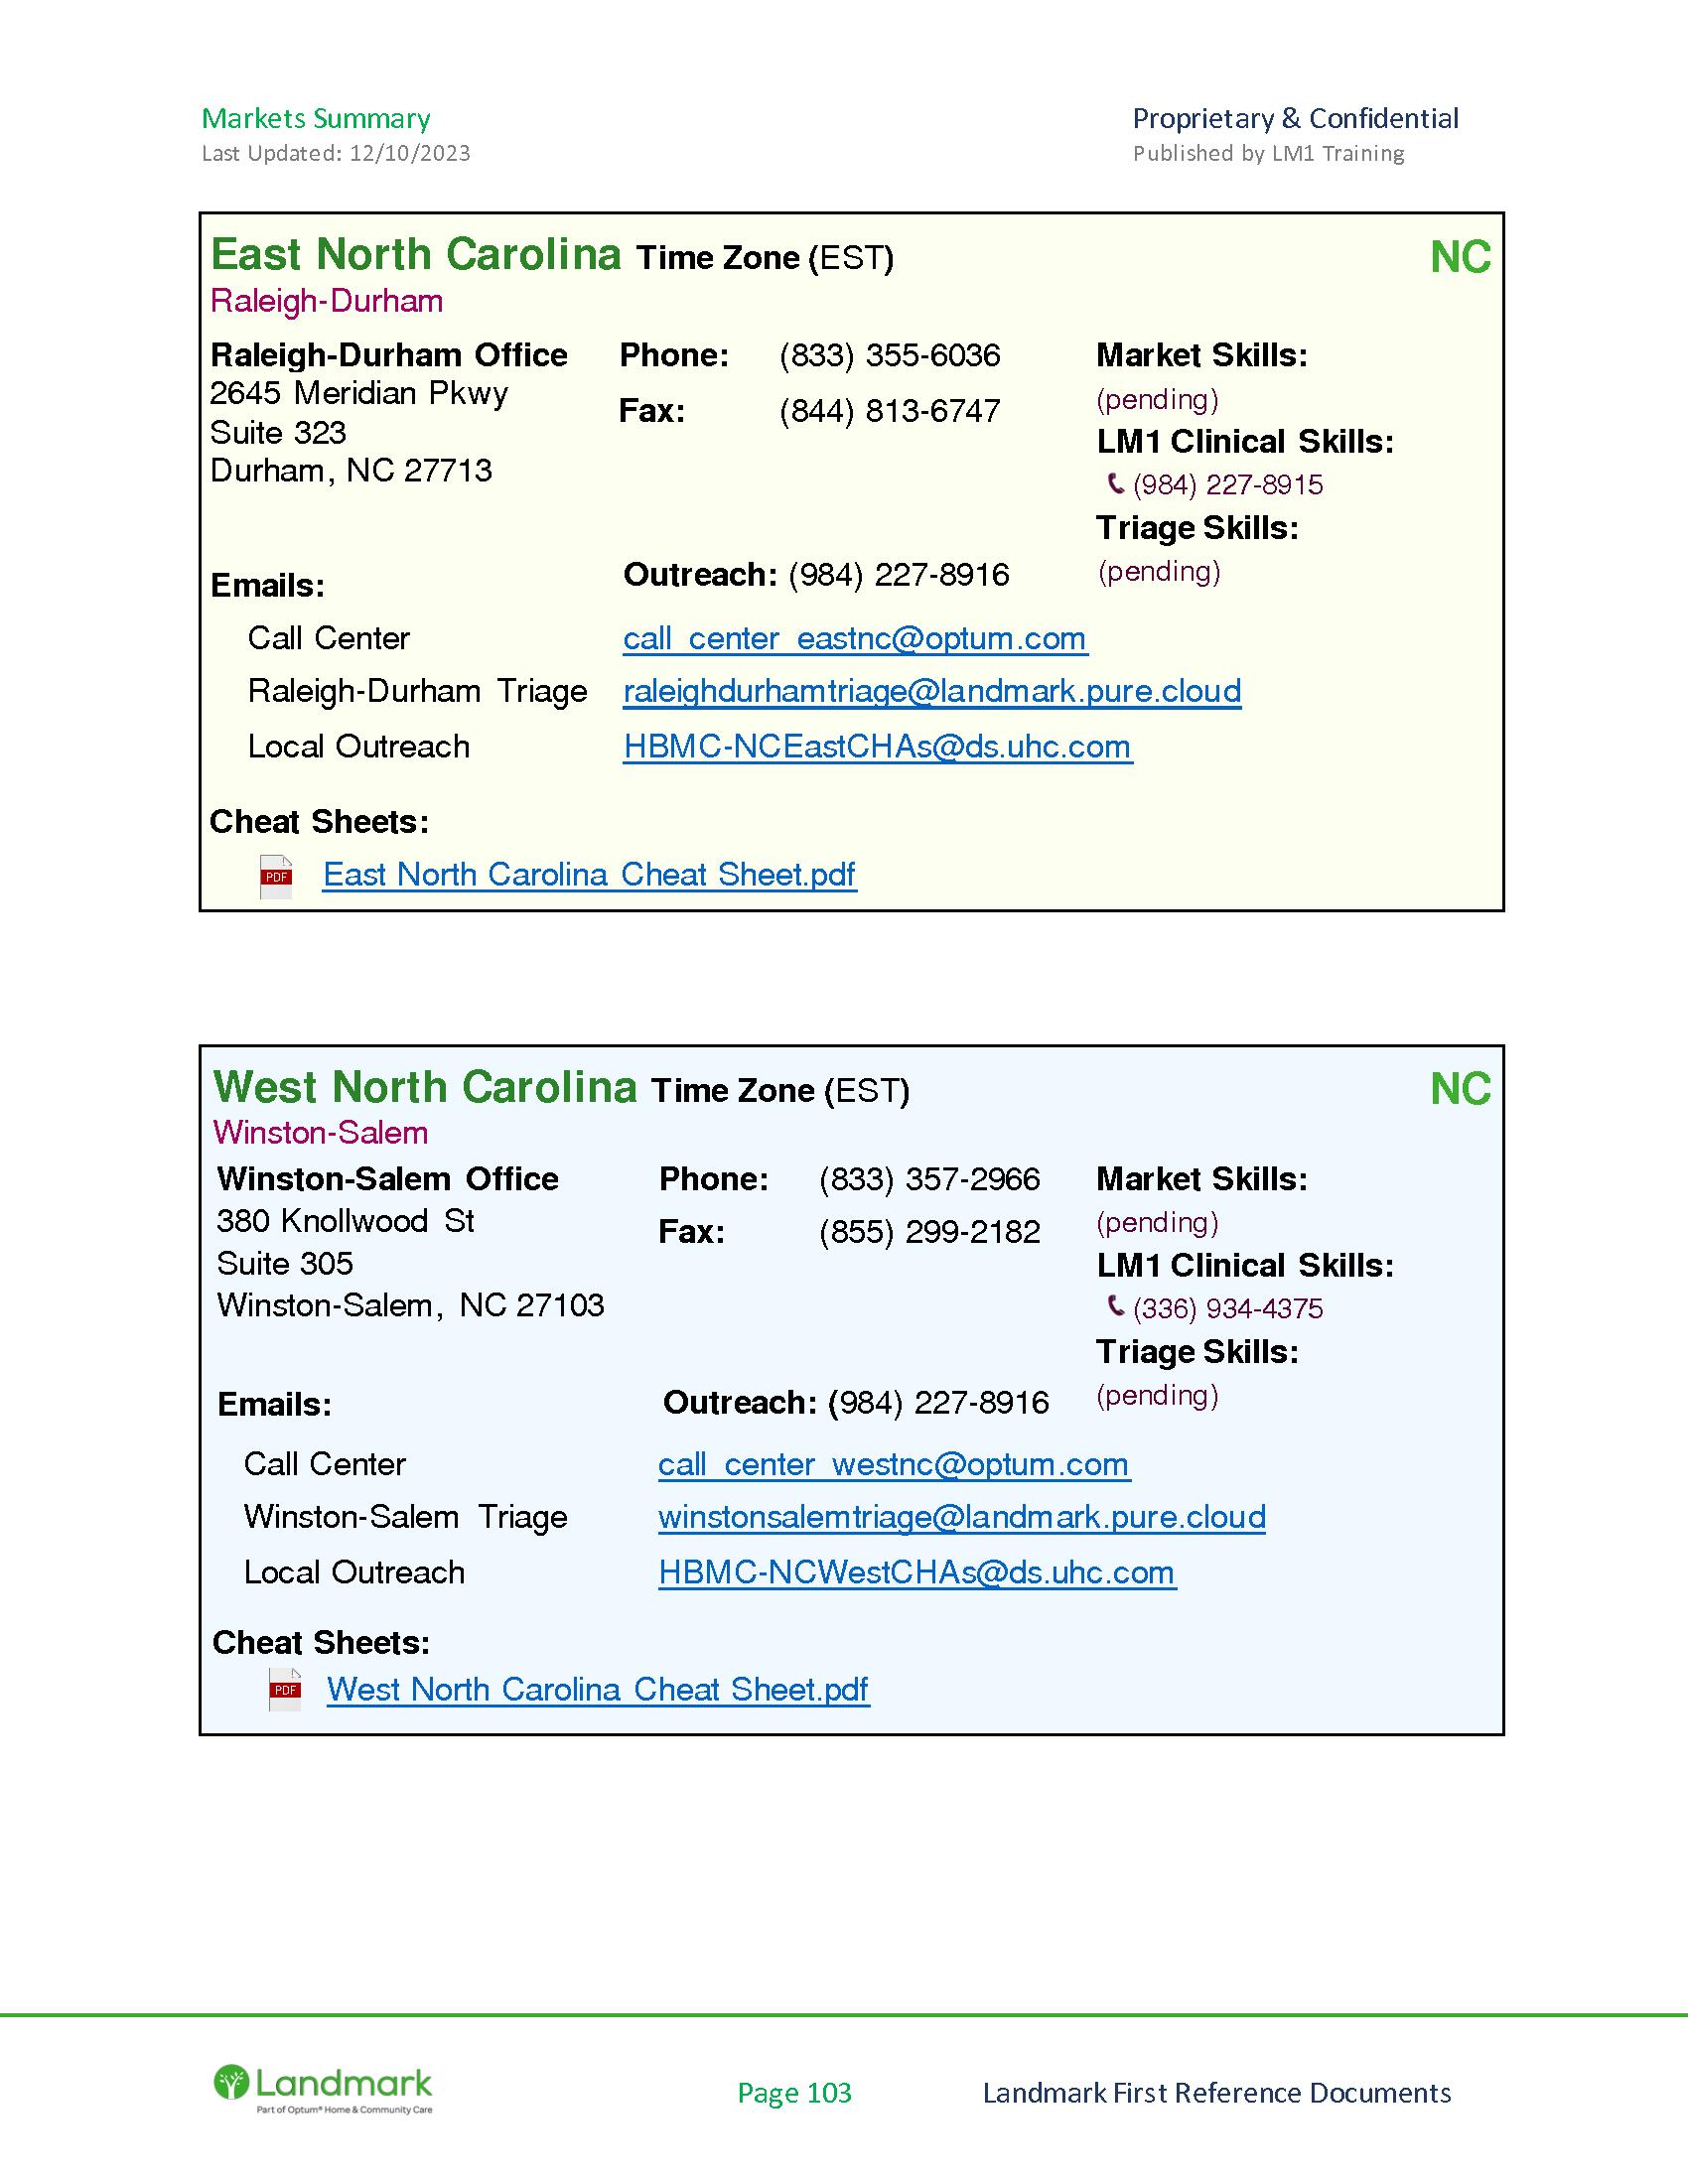 Markets Summary
Last Updated: 12/10/2023
Proprietary & Confidential
Published by LM1 Training
East North Carolina Time Zone (EST)
NC
Raleigh-Durham
Raleigh-Durham Office
2645 Meridian Pkwy
Suite 323
Durham, NC 27713
Phone: (833) 355-6036
Fax: (844) 813-6747
Market Skills:
(pending)
LM1 Clinical Skills:
(984) 227-8915
Triage Skills:
(pending)
Emails:
Outreach: (984) 227-8916
Call Center call_center_eastnc@optum.com
Raleigh-Durham Triage raleighdurhamtriage@landmark.pure.cloud
Local Outreach HBMC-NCEastCHAs@ds.uhc.com
Cheat Sheets:
PDF East North Carolina Cheat Sheet.pdf
West North Carolina Time Zone (EST)
NC
Winston-Salem
Winston-Salem Office
380 Knollwood St
Suite 305
Winston-Salem, NC 27103
Phone: (833) 357-2966
Fax: (855) 299-2182
Market Skills:
(pending)
LM1 Clinical Skills:
(336) 934-4375
Triage Skills:
(pending)
Emails:
Outreach: (984) 227-8916
Call Center call_center_westnc@optum.com
Winston-Salem Triage winstonsalemtriage@landmark.pure.cloud
Local Outreach HBMC-NCWestCHAs@ds.uhc.com
Cheat Sheets:
PDF West North Carolina Cheat Sheet.pdf
Landmark
Part of Optum® Home & Community Care
Page 103
Landmark First Reference Documents